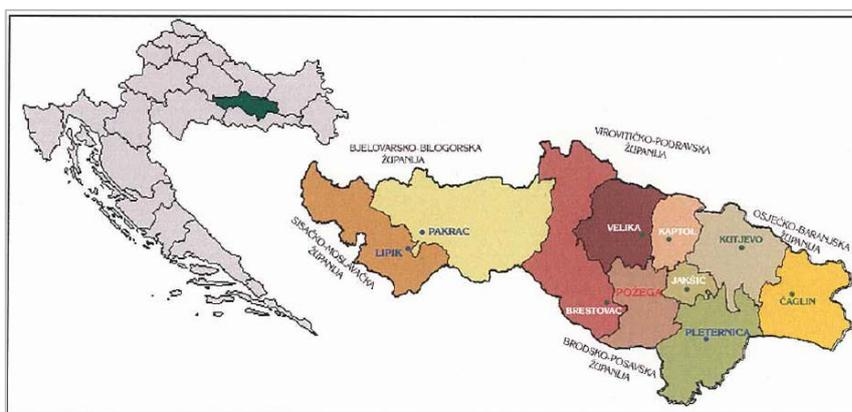 BJELOVARSKO-BILOGORSKA
ŽUPANIJA
VIROVITIČKO-PODRAVSKA
ŽUPANIJA
OSJEČKO-BARANJSKA
ŽUPANIJA
SISAČKO-MOSLAVAČKA
ŽUPANIJA
BRODSKO-POSAVSKA
ŽUPANIJA
PAKRAC
LIPIK
VELIKA
KAPTOL
KUTJEVO
JAKŠIĆ
POŽEGA
BRESTOVAC
ČAGLIN
PLETERNICA